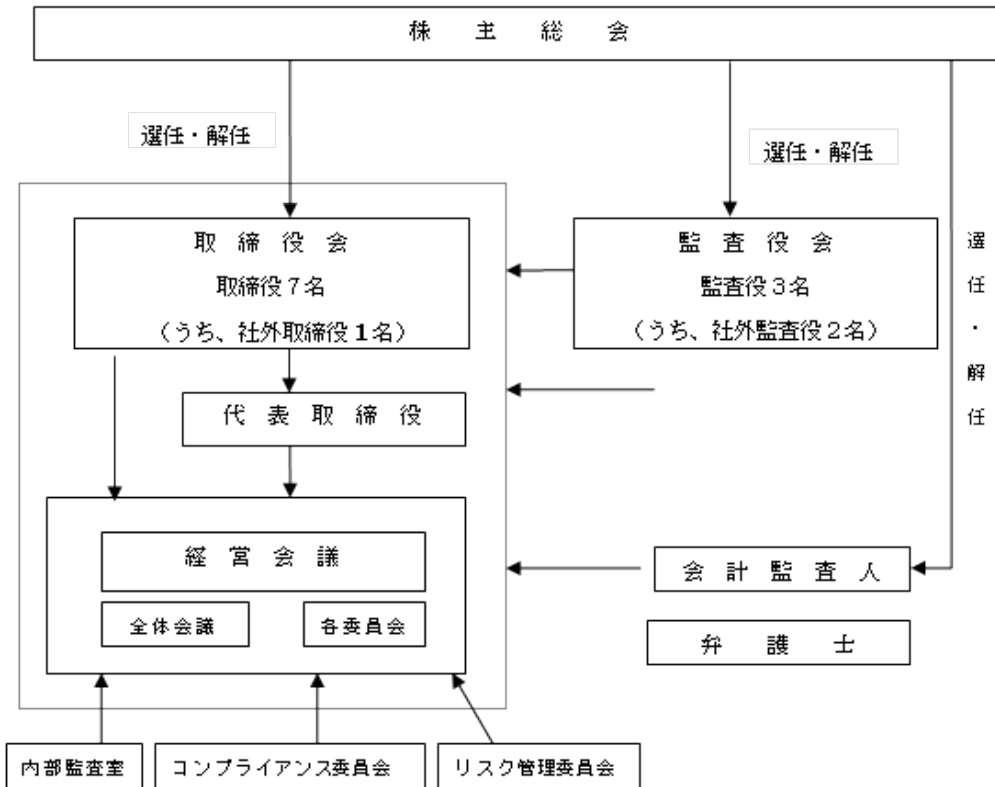 株主総会
選任・解任
選任・解任
取締役会
取締役7名
(うち、社外取締役1名)
監査役会
監査役3名
(うち、社外監査役2名)
選任・解任
代表取締役
経営会議
全体会議
各委員会
会計監査人
弁護士
内部監査室
コンプライアンス委員会
リスク管理委員会